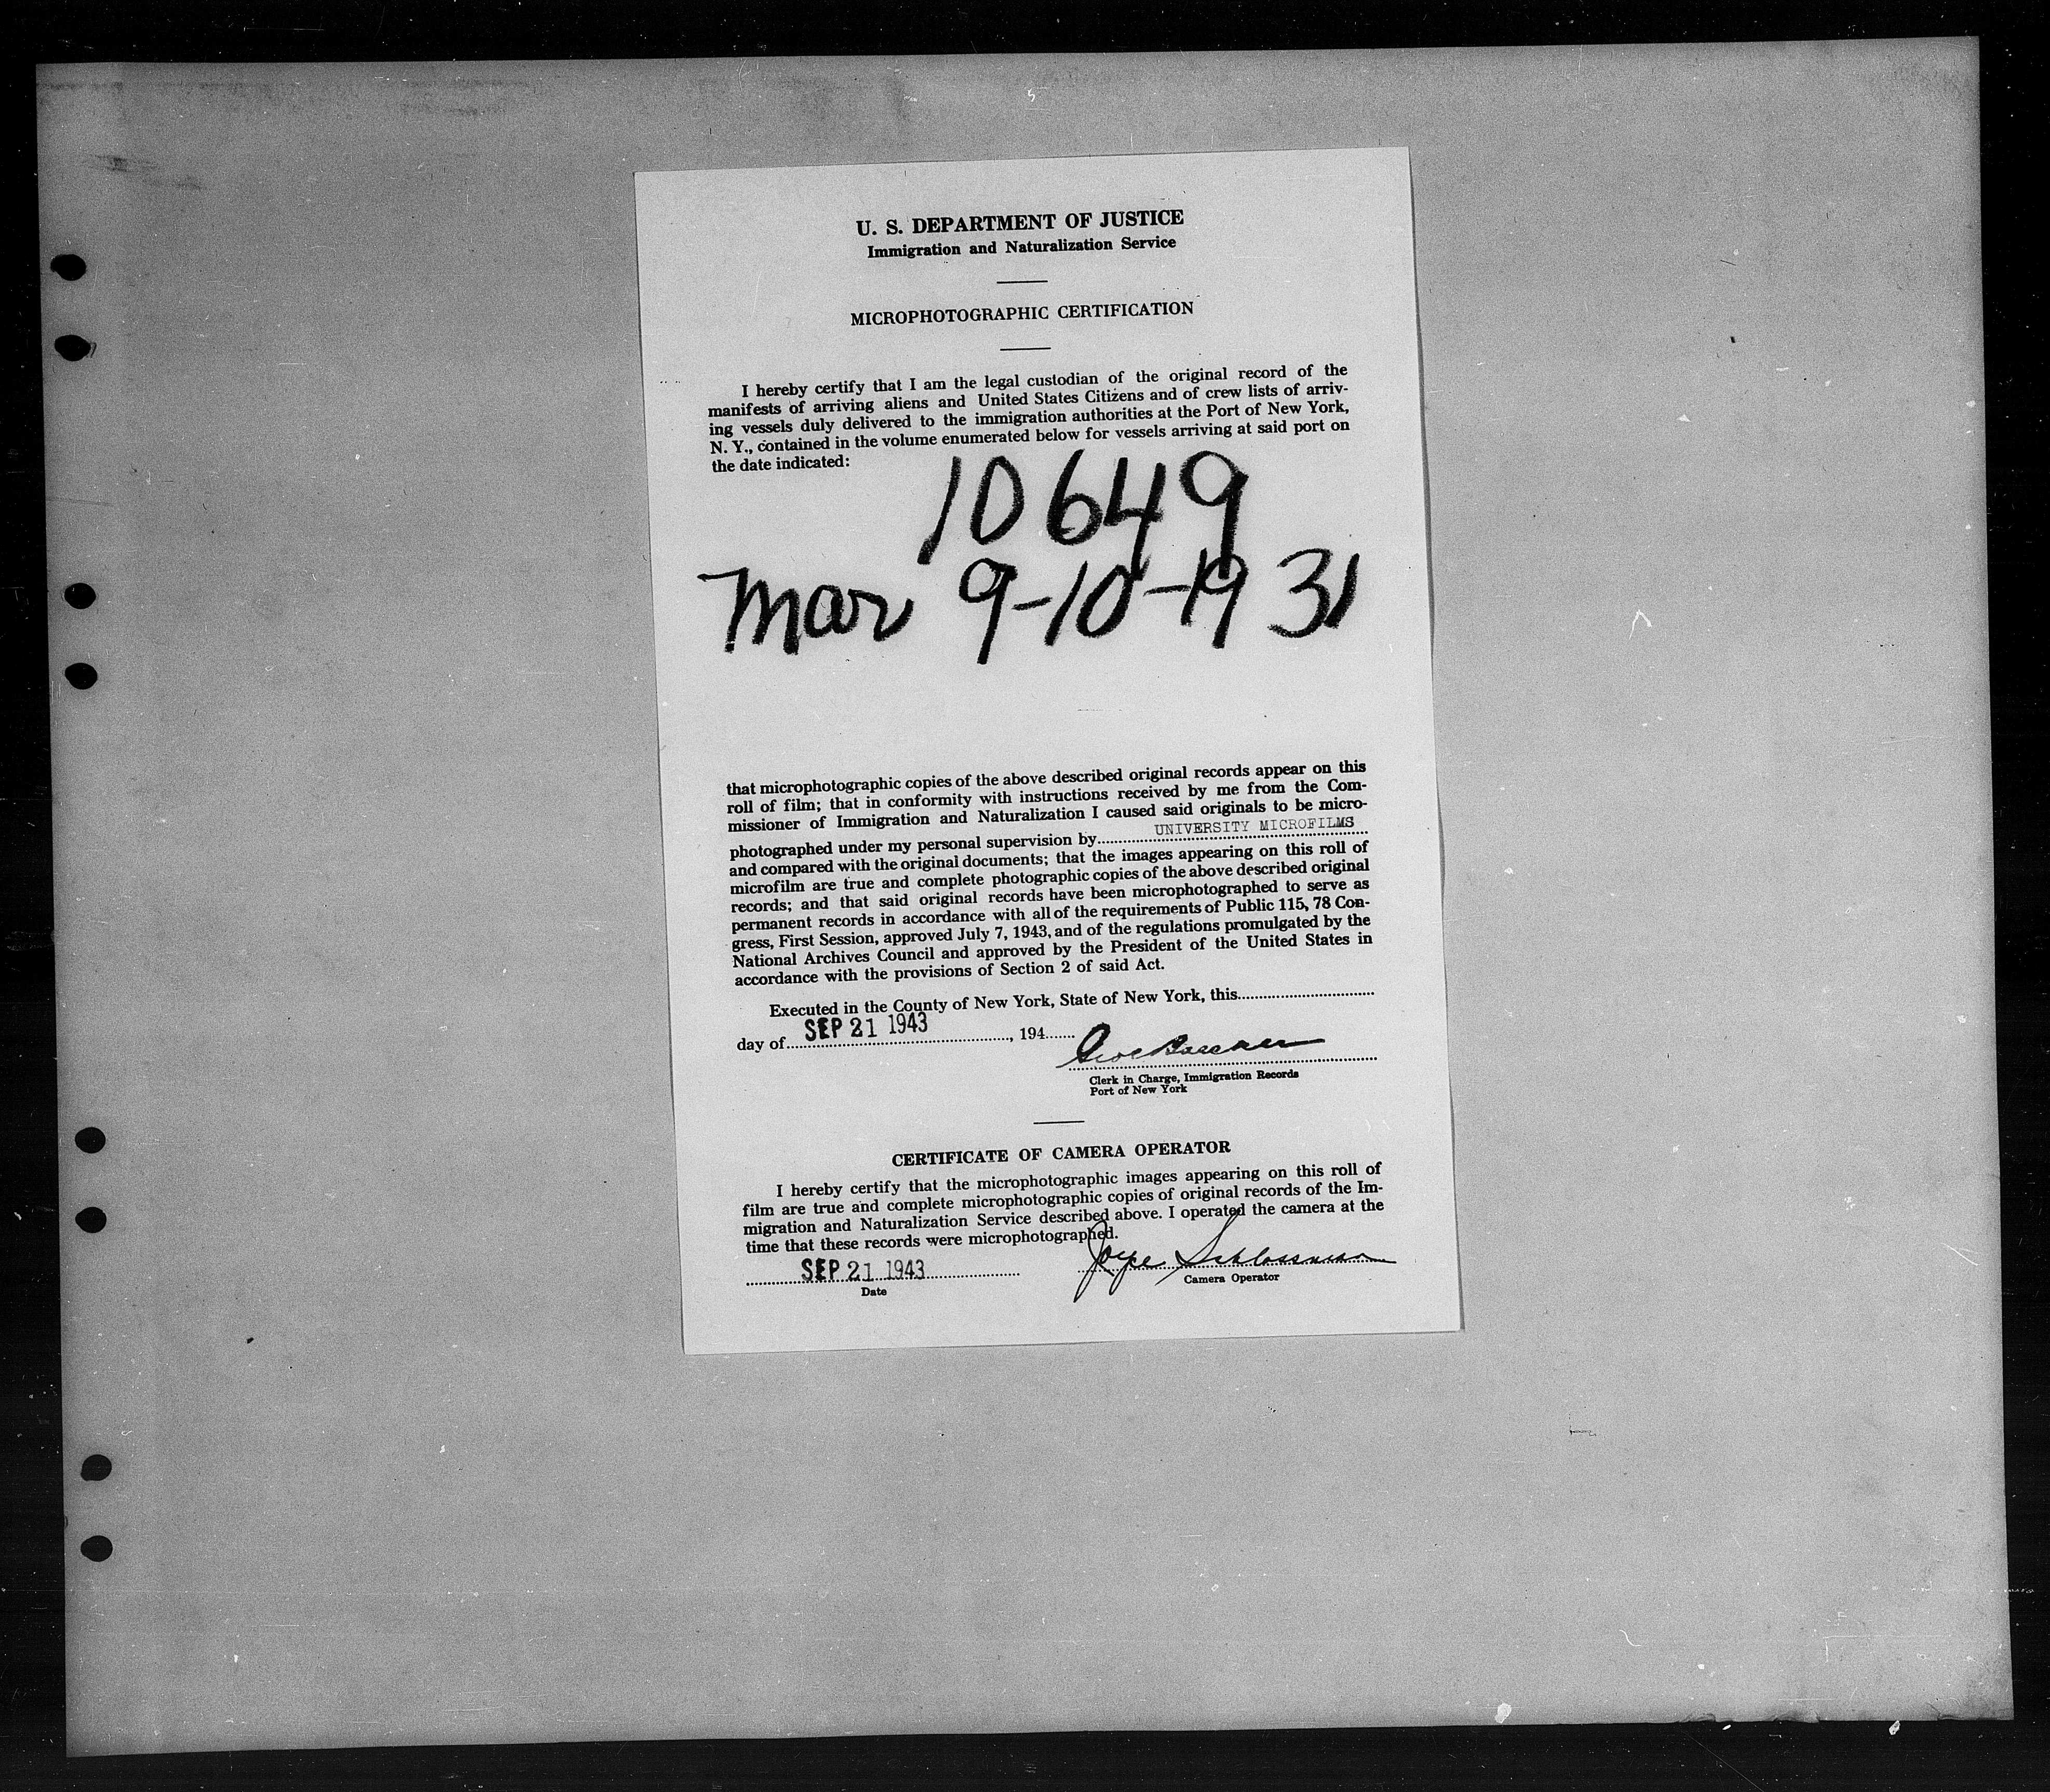 U. S. DEPARTMENT OF JUSTICE
Immigration and Naturalization Service
MICROPHOTOGRAPHIC CERTIFICATION
I hereby certify that I am the legal custodian of the original record of the
manifests of arriving aliens and United States Citizens and of crew lists of arriv-
ing vessels duly delivered to the immigration authorities at the Port of New York,
N. Y., contained in the volume enumerated below for vessels arriving at said port on
the date indicated:
10649
Mar 9-10-1931
that microphotographic copies of the above described original records appear on this
roll of film; that in conformity with instructions received by me from the Com-
missioner of Immigration and Naturalization I caused said originals to be micro-
photographed under my personal supervision by UNIVERSITY MICROFILMS
and compared with the original documents; that the images appearing on this roll of
microfilm are true and complete photographic copies of the above described original
records; and that said original records have been microphotographed to serve as
permanent records in accordance with all of the requirements of Public 115, 78 Con-
gress, First Session, approved July 7, 1943, and of the regulations promulgated by the
National Archives Council and approved by the President of the United States in
accordance with the provisions of Section 2 of said Act.
Executed in the County of New York, State of New York, this
day of SEP 21 1943, 194
Clerk in Charge, Immigration Records
Port of New York
CERTIFICATE OF CAMERA OPERATOR
I hereby certify that the microphotographic images appearing on this roll of
film are true and complete microphotographic copies of original records of the Im-
migration and Naturalization Service described above. I operated the camera at the
time that these records were microphotographed.
SEP 21 1943 Joyce Schlossman
Date Camera Operator